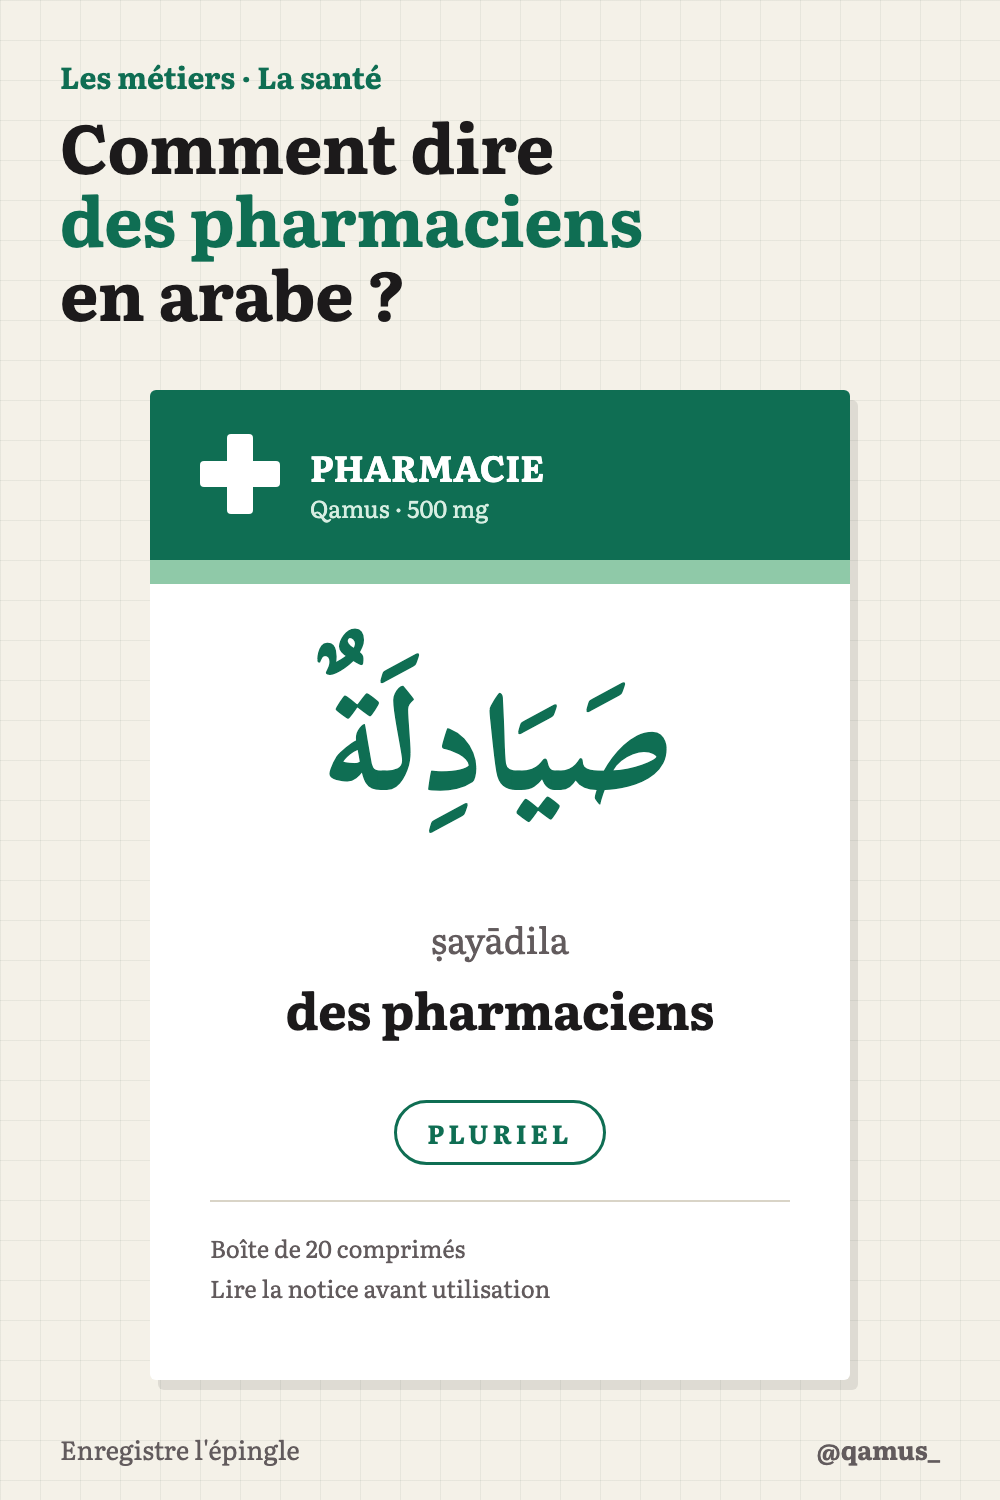 Les métiers · La santé
Comment dire
des pharmaciens
en arabe ?
PHARMACIE
Qamus · 500 mg
صَيَادِلَةٌ
ṣayādila
des pharmaciens
PLURIEL
Boîte de 20 comprimés
Lire la notice avant utilisation
Enregistre l'épingle
@qamus_